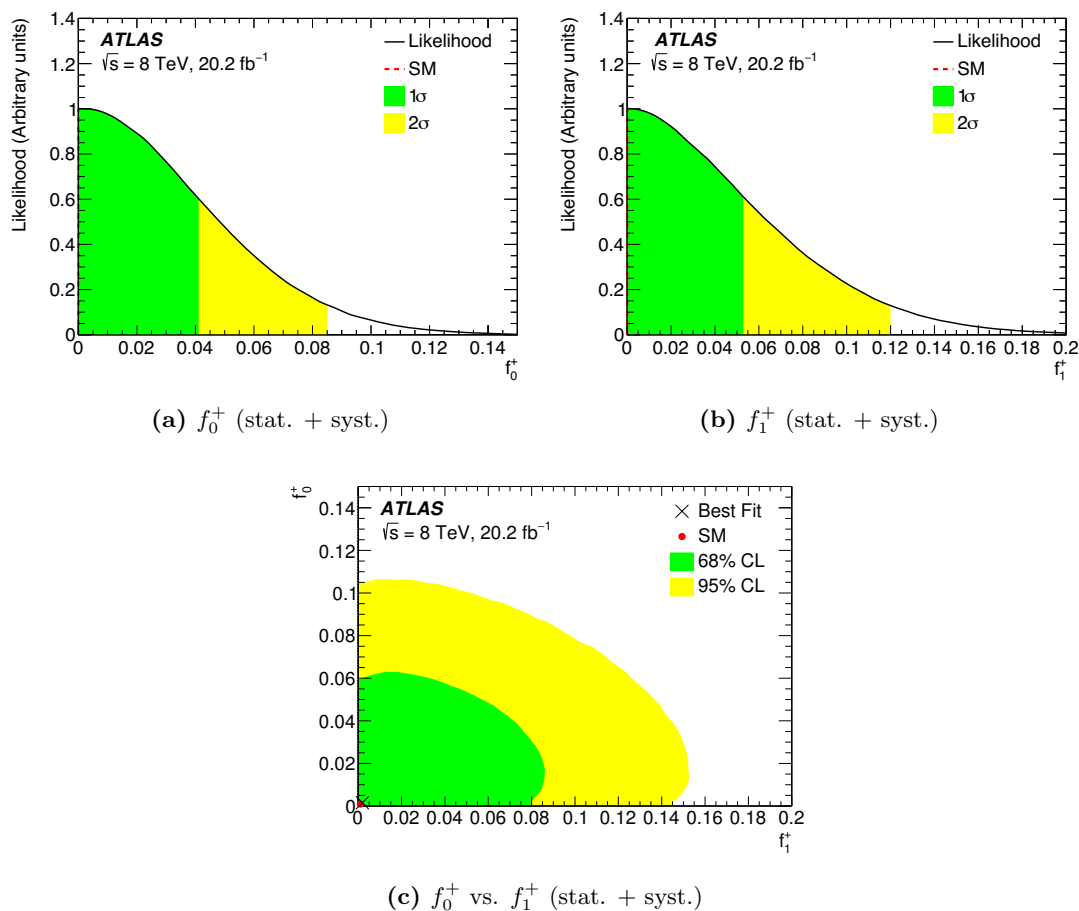 Likelihood (Arbitrary units)
1.4
1.2
1
0.8
0.6
0.4
0.2
0
ATLAS
√s = 8 TeV, 20.2 fb⁻¹
Likelihood
SM
1σ
2σ
0 0.02 0.04 0.06 0.08 0.1 0.12 0.14
f₀⁺
(a) f₀⁺ (stat. + syst.)
Likelihood (Arbitrary units)
1.4
1.2
1
0.8
0.6
0.4
0.2
0
ATLAS
√s = 8 TeV, 20.2 fb⁻¹
Likelihood
SM
1σ
2σ
0 0.02 0.04 0.06 0.08 0.1 0.12 0.14 0.16 0.18 0.2
f₁⁺
(b) f₁⁺ (stat. + syst.)
f₀⁺
0.14
0.12
0.1
0.08
0.06
0.04
0.02
0
ATLAS
√s = 8 TeV, 20.2 fb⁻¹
Best Fit
SM
68% CL
95% CL
0 0.02 0.04 0.06 0.08 0.1 0.12 0.14 0.16 0.18 0.2
f₁⁺
(c) f₀⁺ vs. f₁⁺ (stat. + syst.)